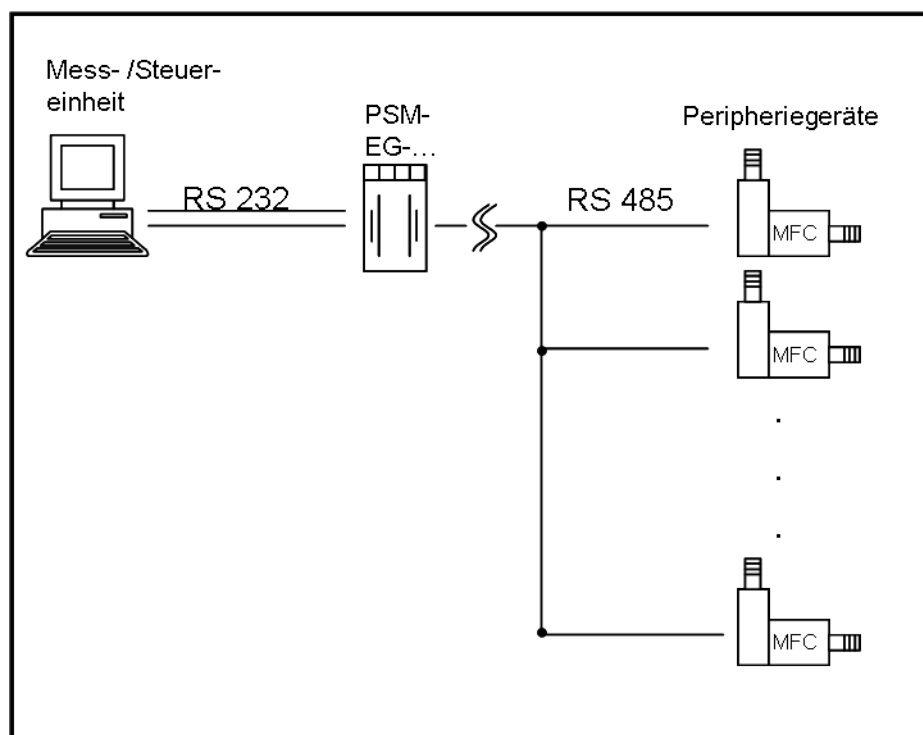 Mess- /Steuer-
einheit
PSM-
EG-...
Peripheriegeräte
RS 232
RS 485
MFC
MFC
.
.
.
MFC